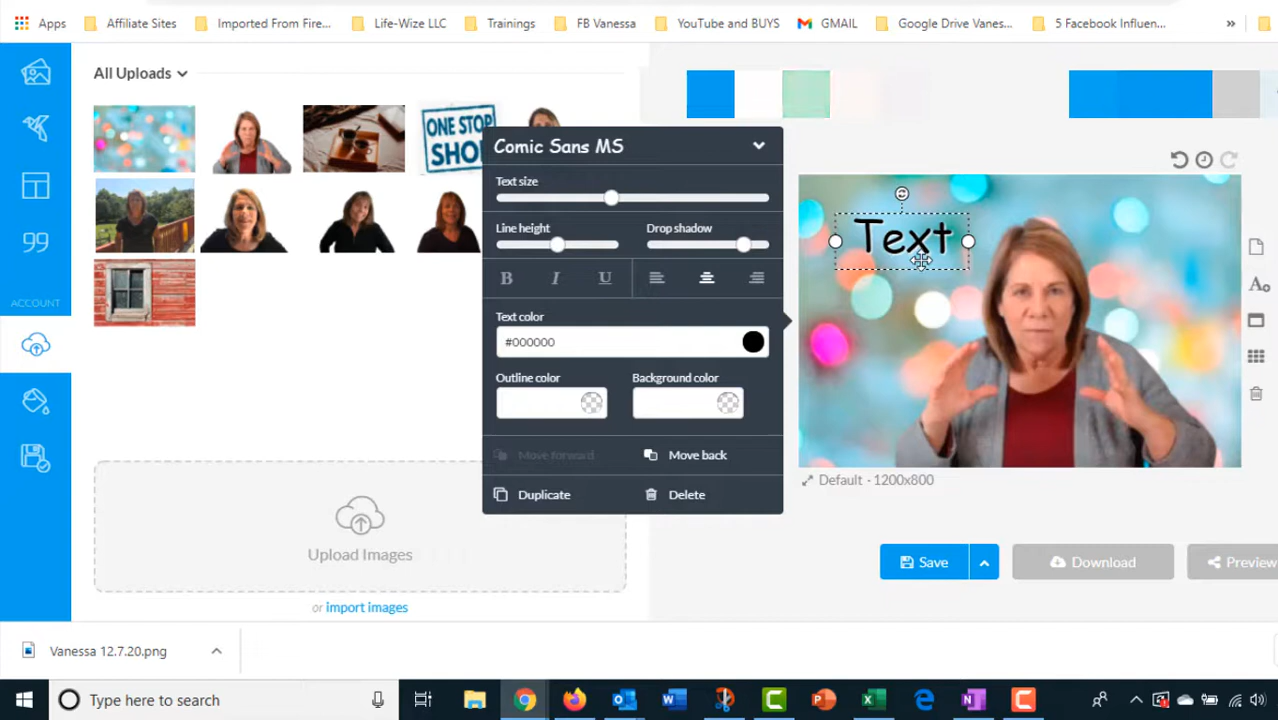 Apps Affiliate Sites Imported From Fire... Life-Wize LLC Trainings FB Vanessa YouTube and BUYS GMAIL Google Drive Vanes... 5 Facebook Influen... »
All Uploads
ONE STOP
SHOP
99
ACCOUNT
Upload Images
or import images
Comic Sans MS
Text size
Line height Drop shadow
B I U
Text color
#000000
Outline color Background color
Move forward Move back
Duplicate Delete
Text
Default - 1200x800
Save Download Preview
Vanessa 12.7.20.png
Type here to search